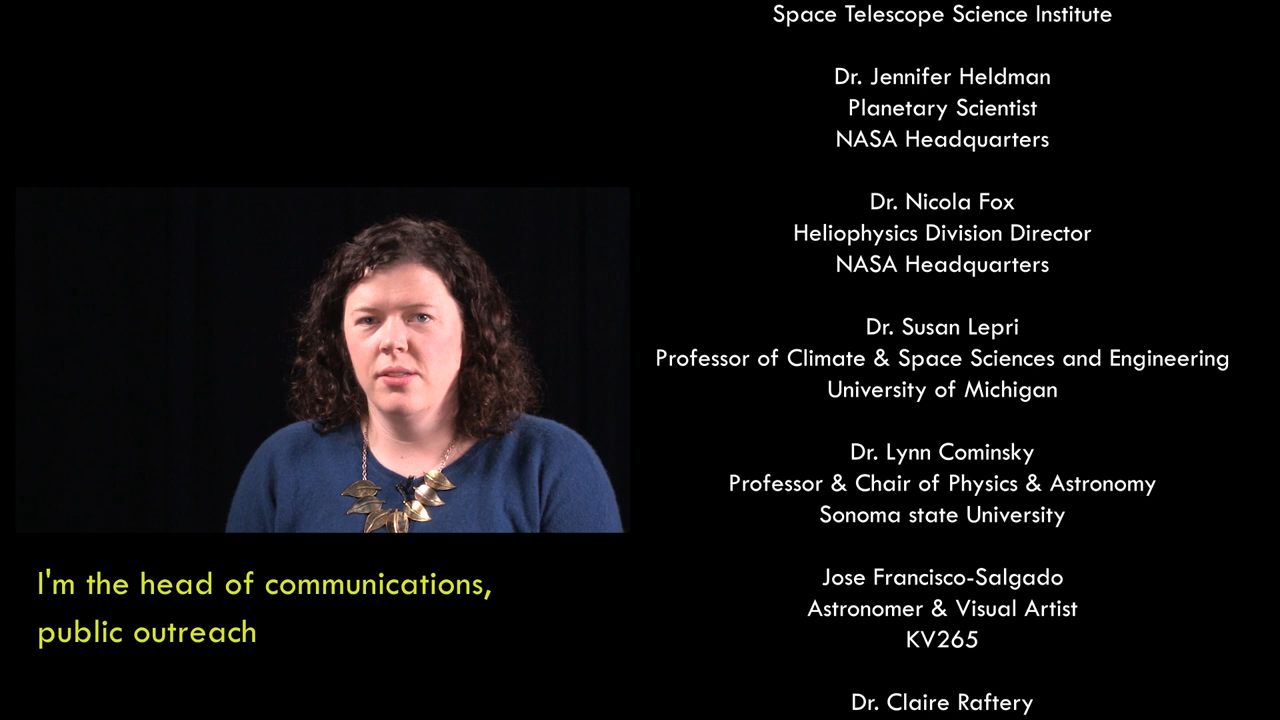 Space Telescope Science Institute
Dr. Jennifer Heldman
Planetary Scientist
NASA Headquarters
Dr. Nicola Fox
Heliophysics Division Director
NASA Headquarters
Dr. Susan Lepri
Professor of Climate & Space Sciences and Engineering
University of Michigan
Dr. Lynn Cominsky
Professor & Chair of Physics & Astronomy
Sonoma state University
Jose Francisco-Salgado
Astronomer & Visual Artist
KV265
Dr. Claire Raftery
I'm the head of communications,
public outreach